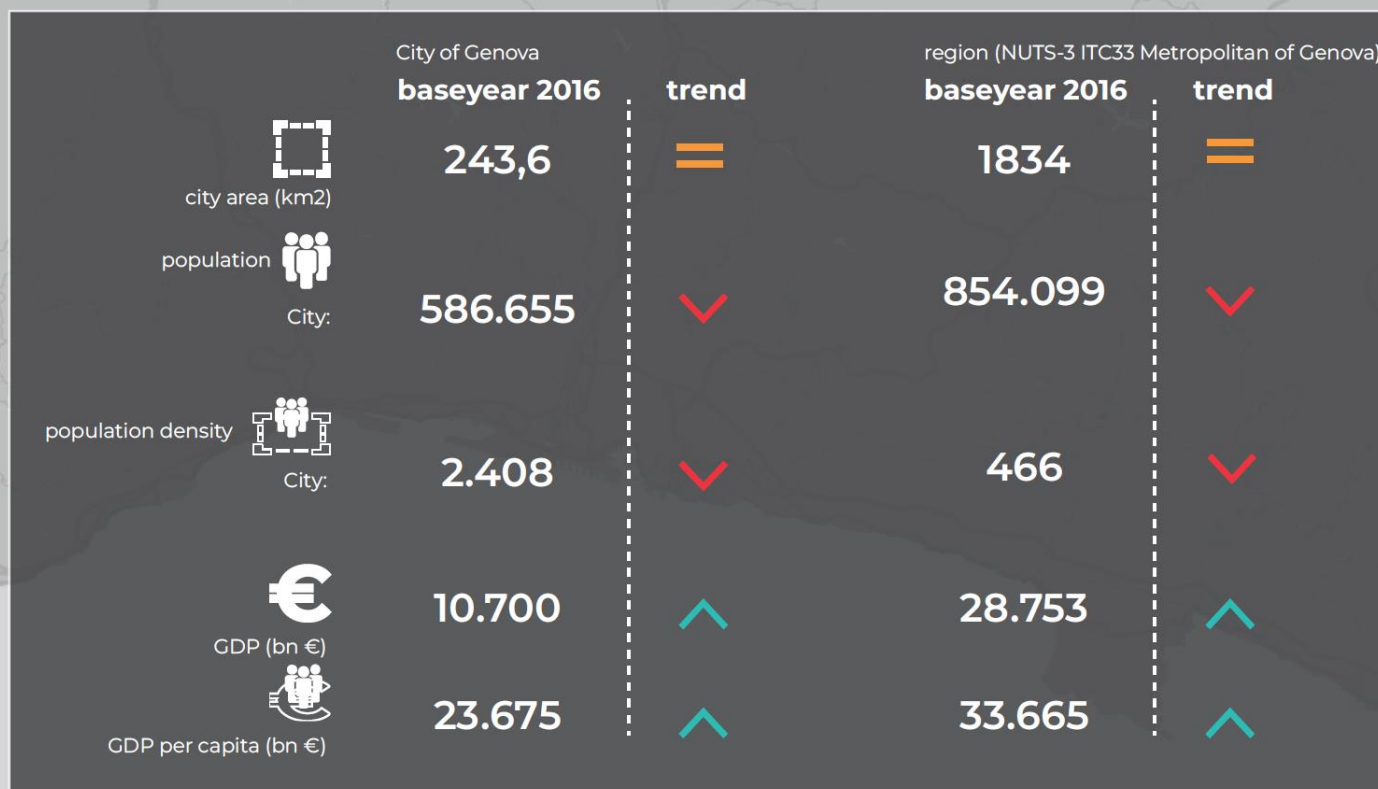 City of Genova
region (NUTS-3 ITC33 Metropolitan of Genova)
baseyear 2016 trend baseyear 2016 trend
243,6 1834
city area (km2)
population
City: 586.655 854.099
population density
City: 2.408 466
10.700 28.753
GDP (bn €)
23.675 33.665
GDP per capita (bn €)